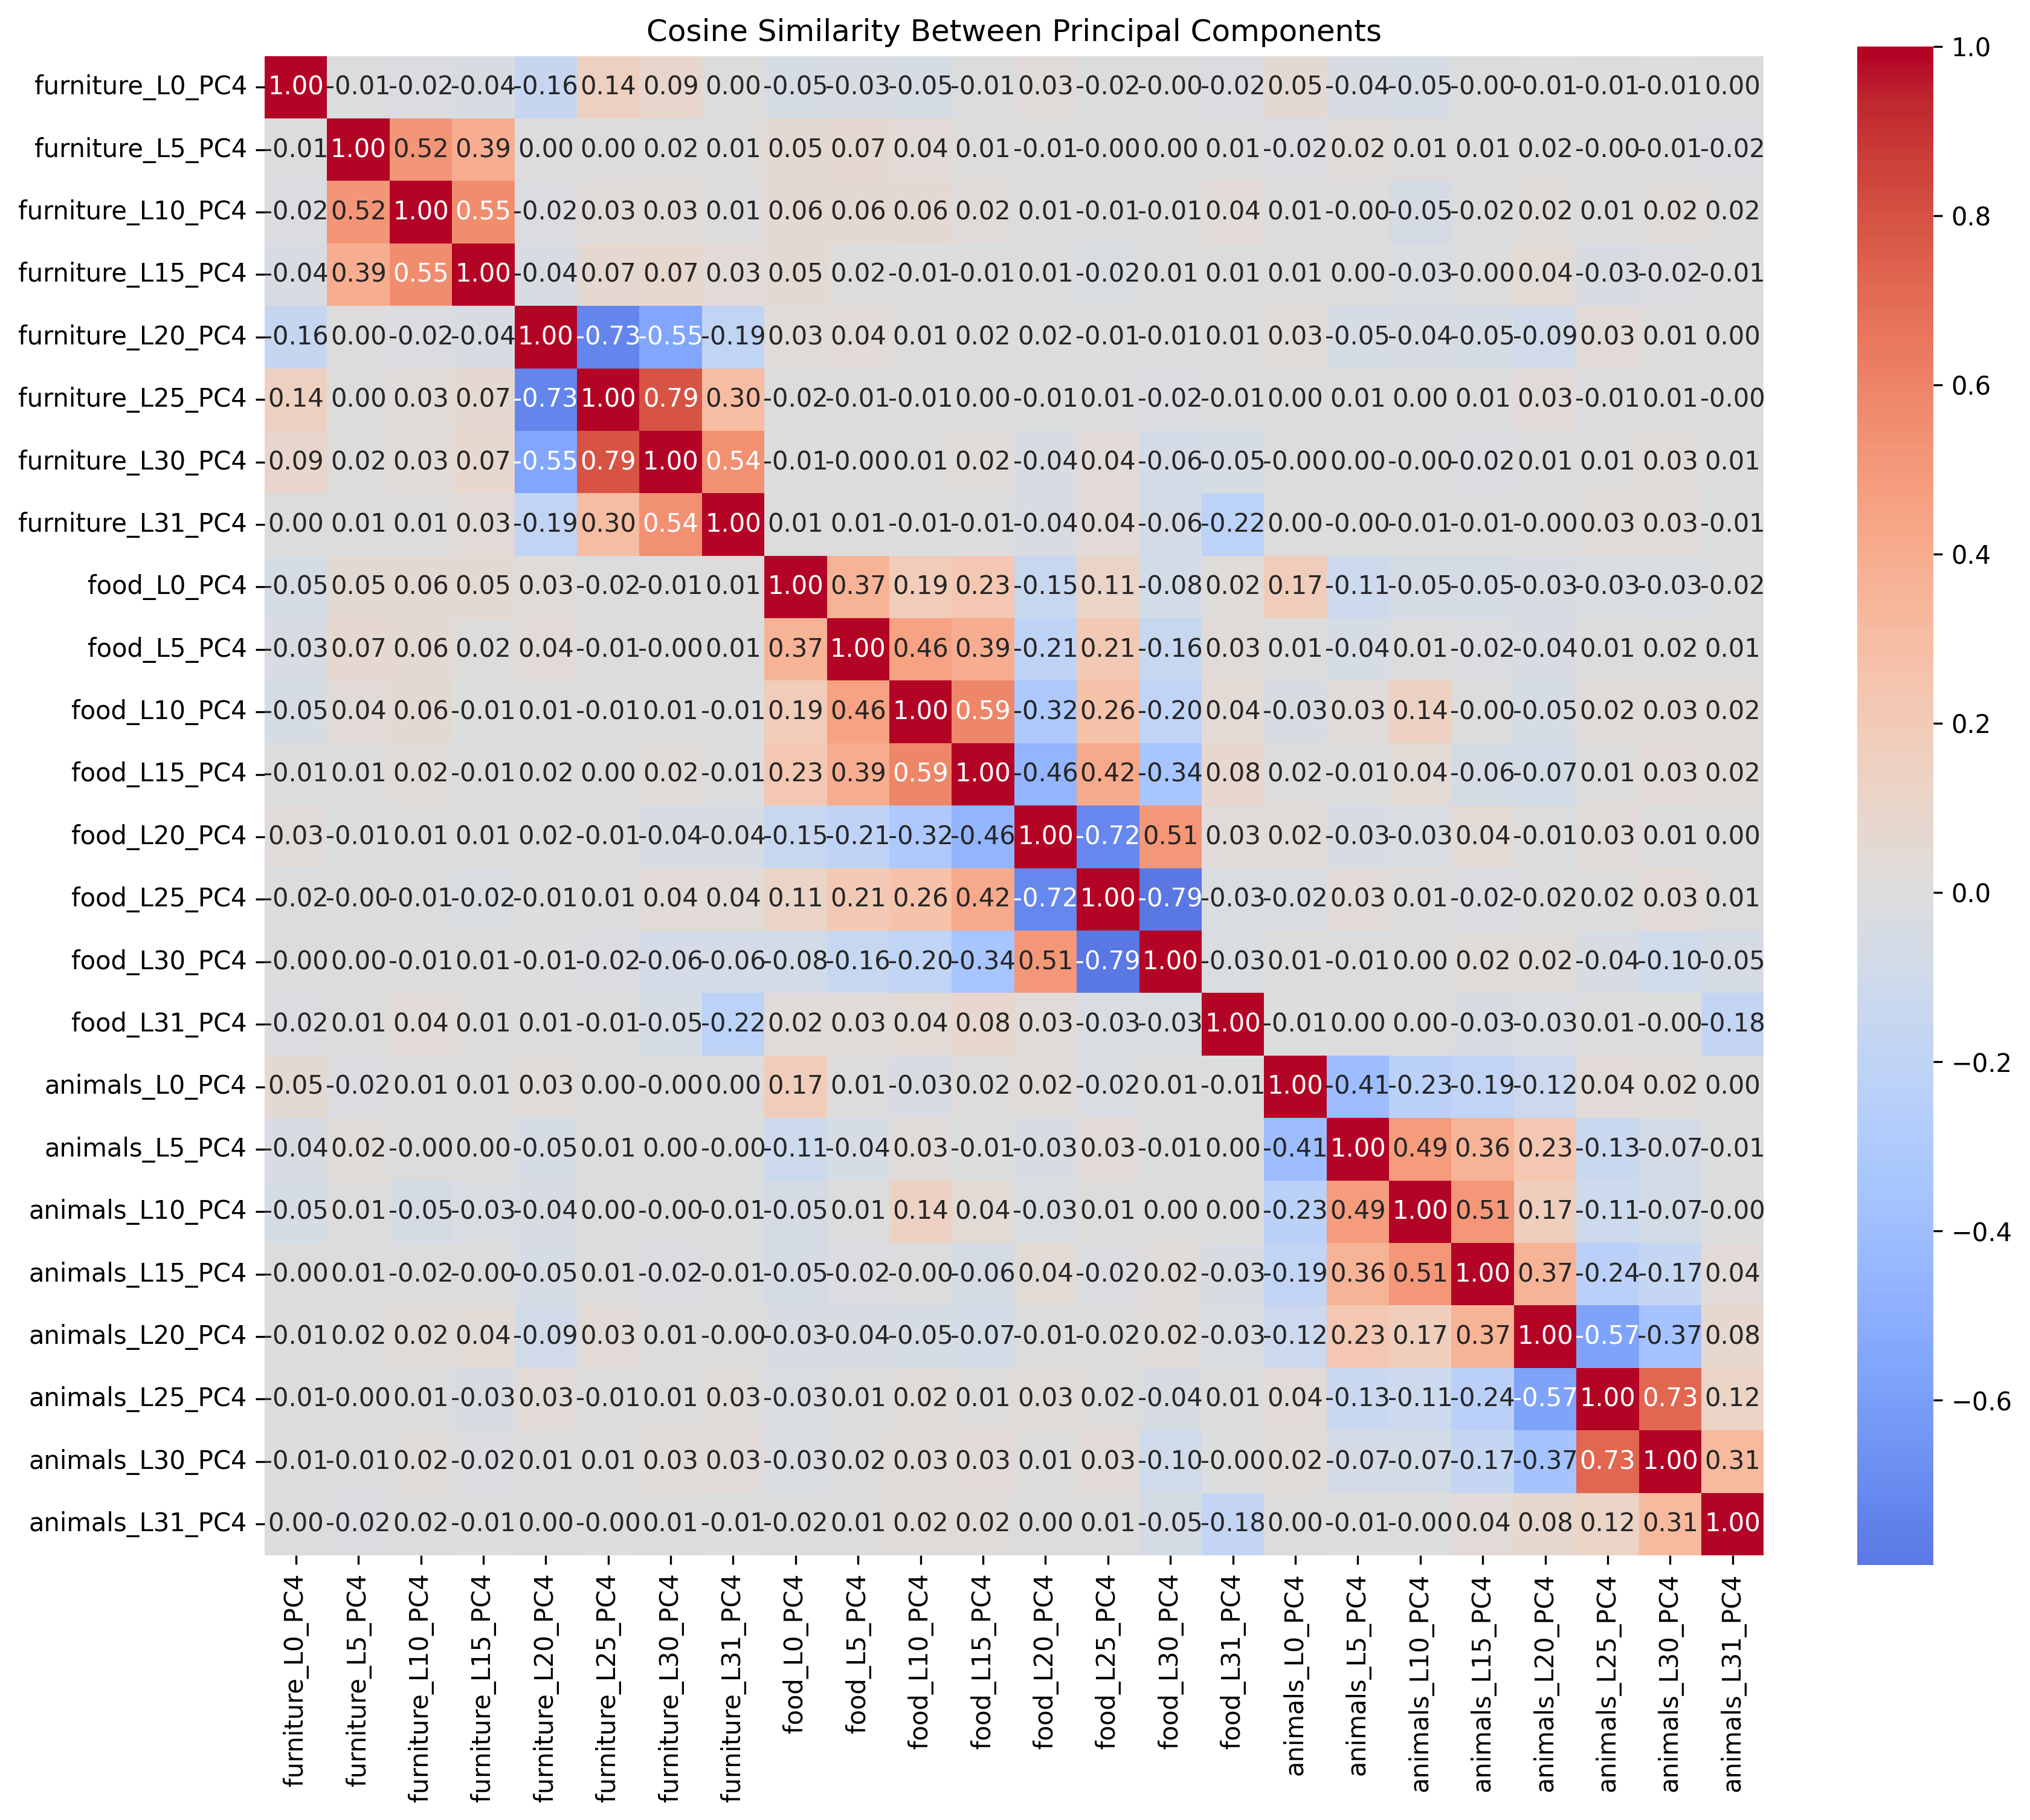 Cosine Similarity Between Principal Components
furniture_L0_PC4 1.00 -0.01 -0.02 -0.04 -0.16 0.14 0.09 0.00 -0.05 -0.03 -0.05 -0.01 0.03 -0.02 -0.00 -0.02 0.05 -0.04 -0.05 -0.00 -0.01 -0.01 -0.01 0.00
furniture_L5_PC4 -0.01 1.00 0.52 0.39 0.00 0.00 0.02 0.01 0.05 0.07 0.04 0.01 -0.01 -0.00 0.00 0.01 -0.02 0.02 0.01 0.01 0.02 -0.00 -0.01 -0.02
furniture_L10_PC4 -0.02 0.52 1.00 0.55 -0.02 0.03 0.03 0.01 0.06 0.06 0.06 0.02 0.01 -0.01 -0.01 0.04 0.01 -0.00 -0.05 -0.02 0.02 0.01 0.02 0.02
furniture_L15_PC4 -0.04 0.39 0.55 1.00 -0.04 0.07 0.07 0.03 0.05 0.02 -0.01 -0.01 0.01 -0.02 0.01 0.01 0.01 0.00 -0.03 -0.00 0.04 -0.03 -0.02 -0.01
furniture_L20_PC4 -0.16 0.00 -0.02 -0.04 1.00 -0.73 -0.55 -0.19 0.03 0.04 0.01 0.02 0.02 -0.01 -0.01 0.01 0.03 -0.05 -0.04 -0.05 -0.09 0.03 0.01 0.00
furniture_L25_PC4 0.14 0.00 0.03 0.07 -0.73 1.00 0.79 0.30 -0.02 -0.01 -0.01 0.00 -0.01 0.01 -0.02 -0.01 0.00 0.01 0.00 0.01 0.03 -0.01 0.01 -0.00
furniture_L30_PC4 0.09 0.02 0.03 0.07 -0.55 0.79 1.00 0.54 -0.01 -0.00 0.01 0.02 -0.04 0.04 -0.06 -0.05 -0.00 0.00 -0.00 -0.02 0.01 0.01 0.03 0.01
furniture_L31_PC4 0.00 0.01 0.01 0.03 -0.19 0.30 0.54 1.00 0.01 0.01 -0.01 -0.01 -0.04 0.04 -0.06 -0.22 0.00 -0.00 -0.01 -0.01 -0.00 0.03 0.03 -0.01
food_L0_PC4 -0.05 0.05 0.06 0.05 0.03 -0.02 -0.01 0.01 1.00 0.37 0.19 0.23 -0.15 0.11 -0.08 0.02 0.17 -0.11 -0.05 -0.05 -0.03 -0.03 -0.03 -0.02
food_L5_PC4 -0.03 0.07 0.06 0.02 0.04 -0.01 -0.00 0.01 0.37 1.00 0.46 0.39 -0.21 0.21 -0.16 0.03 0.01 -0.04 0.01 -0.02 -0.04 0.01 0.02 0.01
food_L10_PC4 -0.05 0.04 0.06 -0.01 0.01 -0.01 0.01 -0.01 0.19 0.46 1.00 0.59 -0.32 0.26 -0.20 0.04 -0.03 0.03 0.14 -0.00 -0.05 0.02 0.03 0.02
food_L15_PC4 -0.01 0.01 0.02 -0.01 0.02 0.00 0.02 -0.01 0.23 0.39 0.59 1.00 -0.46 0.42 -0.34 0.08 0.02 -0.01 0.04 -0.06 -0.07 0.01 0.03 0.02
food_L20_PC4 0.03 -0.01 0.01 0.01 0.02 -0.01 -0.04 -0.04 -0.15 -0.21 -0.32 -0.46 1.00 -0.72 0.51 0.03 0.02 -0.03 -0.03 0.04 -0.01 0.03 0.01 0.00
food_L25_PC4 -0.02 -0.00 -0.01 -0.02 -0.01 0.01 0.04 0.04 0.11 0.21 0.26 0.42 -0.72 1.00 -0.79 -0.03 -0.02 0.03 0.01 -0.02 -0.02 0.02 0.03 0.01
food_L30_PC4 -0.00 0.00 -0.01 0.01 -0.01 -0.02 -0.06 -0.06 -0.08 -0.16 -0.20 -0.34 0.51 -0.79 1.00 -0.03 0.01 -0.01 0.00 0.02 0.02 -0.04 -0.10 -0.05
food_L31_PC4 -0.02 0.01 0.04 0.01 0.01 -0.01 -0.05 -0.22 0.02 0.03 0.04 0.08 0.03 -0.03 -0.03 1.00 -0.01 0.00 0.00 -0.03 -0.03 0.01 -0.00 -0.18
animals_L0_PC4 0.05 -0.02 0.01 0.01 0.03 0.00 -0.00 0.00 0.17 0.01 -0.03 0.02 0.02 -0.02 0.01 -0.01 1.00 -0.41 -0.23 -0.19 -0.12 0.04 0.02 0.00
animals_L5_PC4 -0.04 0.02 -0.00 0.00 -0.05 0.01 0.00 -0.00 -0.11 -0.04 0.03 -0.01 -0.03 0.03 -0.01 0.00 -0.41 1.00 0.49 0.36 0.23 -0.13 -0.07 -0.01
animals_L10_PC4 -0.05 0.01 -0.05 -0.03 -0.04 0.00 -0.00 -0.01 -0.05 0.01 0.14 0.04 -0.03 0.01 0.00 0.00 -0.23 0.49 1.00 0.51 0.17 -0.11 -0.07 -0.00
animals_L15_PC4 -0.00 0.01 -0.02 -0.00 -0.05 0.01 -0.02 -0.01 -0.05 -0.02 -0.00 -0.06 0.04 -0.02 0.02 -0.03 -0.19 0.36 0.51 1.00 0.37 -0.24 -0.17 0.04
animals_L20_PC4 -0.01 0.02 0.02 0.04 -0.09 0.03 0.01 -0.00 -0.03 -0.04 -0.05 -0.07 -0.01 -0.02 0.02 -0.03 -0.12 0.23 0.17 0.37 1.00 -0.57 -0.37 0.08
animals_L25_PC4 -0.01 -0.00 0.01 -0.03 0.03 -0.01 0.01 0.03 -0.03 0.01 0.02 0.01 0.03 0.02 -0.04 0.01 0.04 -0.13 -0.11 -0.24 -0.57 1.00 0.73 0.12
animals_L30_PC4 -0.01 -0.01 0.02 -0.02 0.01 0.01 0.03 0.03 -0.03 0.02 0.03 0.03 0.01 0.03 -0.10 -0.00 0.02 -0.07 -0.07 -0.17 -0.37 0.73 1.00 0.31
animals_L31_PC4 0.00 -0.02 0.02 -0.01 0.00 -0.00 0.01 -0.01 -0.02 0.01 0.02 0.02 0.00 0.01 -0.05 -0.18 0.00 -0.01 -0.00 0.04 0.08 0.12 0.31 1.00
furniture_L0_PC4
furniture_L5_PC4
furniture_L10_PC4
furniture_L15_PC4
furniture_L20_PC4
furniture_L25_PC4
furniture_L30_PC4
furniture_L31_PC4
food_L0_PC4
food_L5_PC4
food_L10_PC4
food_L15_PC4
food_L20_PC4
food_L25_PC4
food_L30_PC4
food_L31_PC4
animals_L0_PC4
animals_L5_PC4
animals_L10_PC4
animals_L15_PC4
animals_L20_PC4
animals_L25_PC4
animals_L30_PC4
animals_L31_PC4
1.0
0.8
0.6
0.4
0.2
0.0
−0.2
−0.4
−0.6